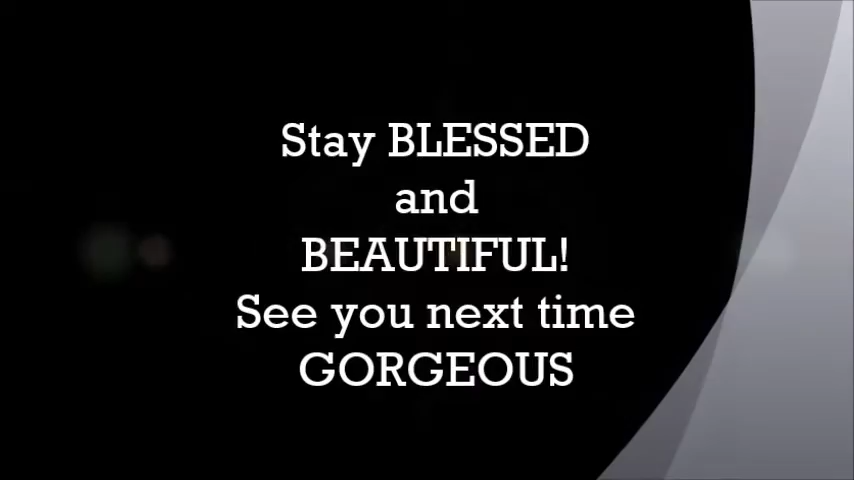 Stay BLESSED
and
BEAUTIFUL!
See you next time
GORGEOUS